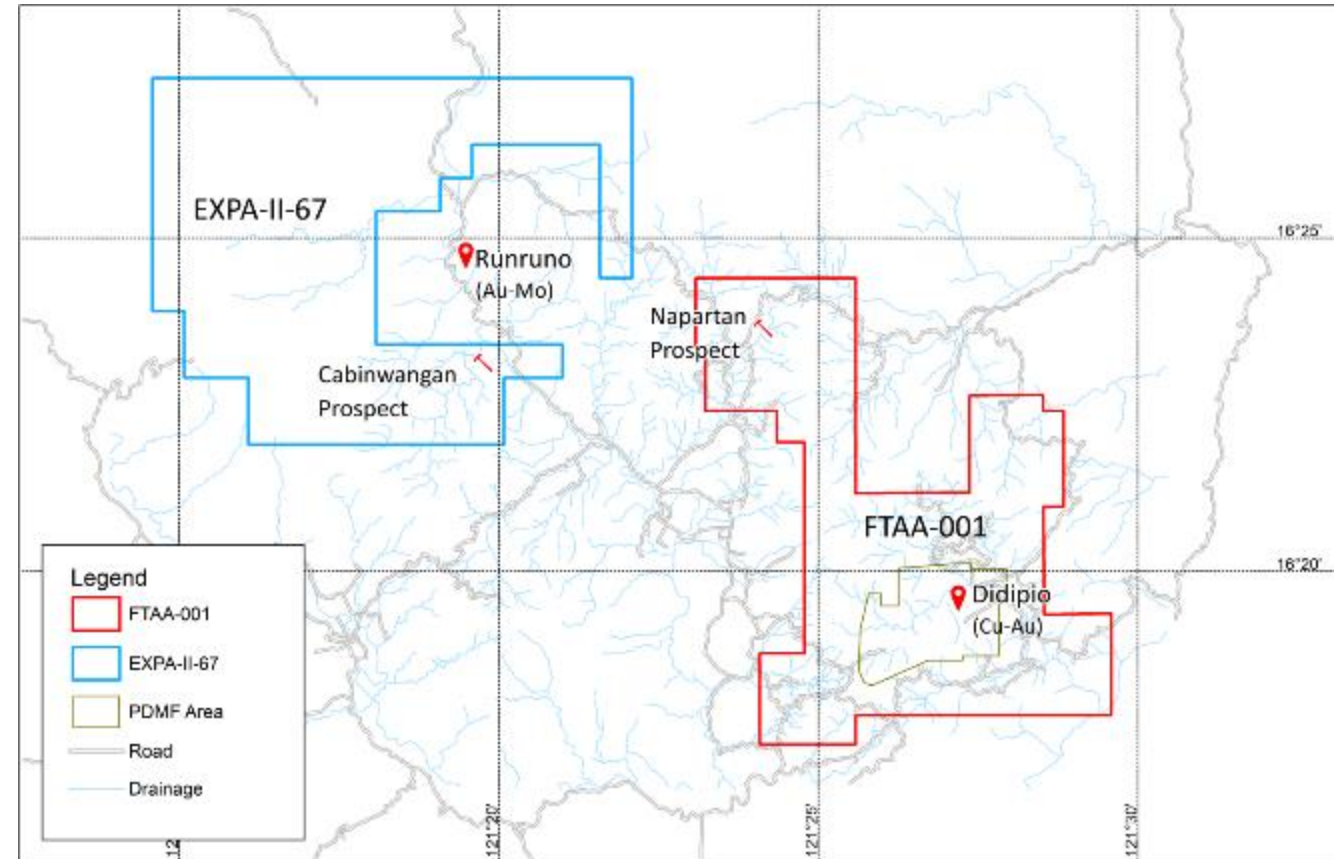 EXPA-II-67
16°25'
Runruno
(Au-Mo)
Napartan
Prospect
Cabinwangan
Prospect
FTAA-001
16°20'
Didipio
(Cu-Au)
Legend
FTAA-001
EXPA-II-67
PDMF Area
Road
Drainage
121°20'
121°25'
121°30'